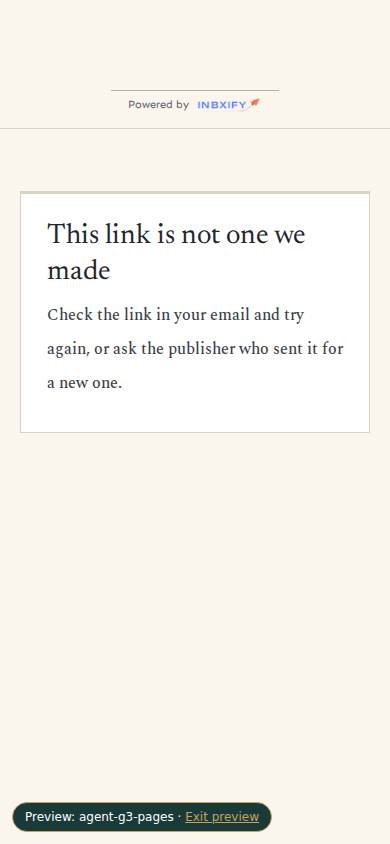 Powered by INBXIFY
This link is not one we
made
Check the link in your email and try
again, or ask the publisher who sent it for
a new one.
Preview: agent-g3-pages · Exit preview